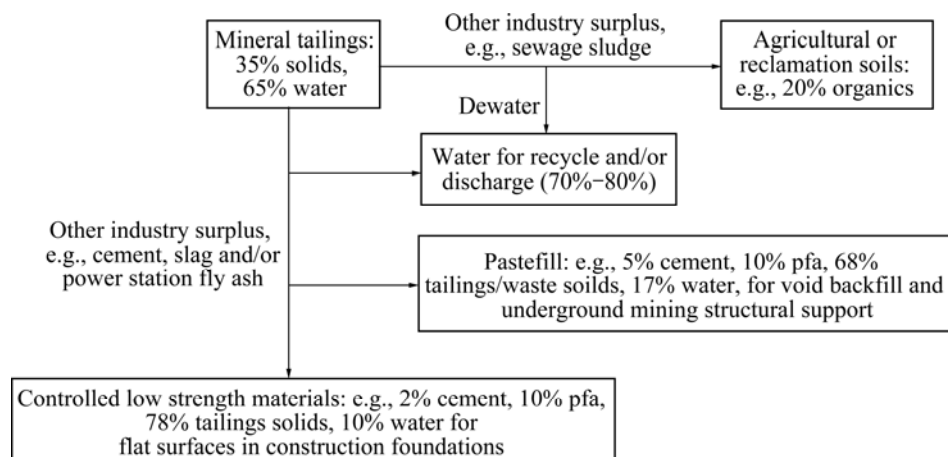 Mineral tailings:
35% solids,
65% water
Other industry surplus,
e.g., sewage sludge
Agricultural or
reclamation soils:
e.g., 20% organics
Dewater
Water for recycle and/or
discharge (70%−80%)
Other industry surplus,
e.g., cement, slag and/or
power station fly ash
Pastefill: e.g., 5% cement, 10% pfa, 68%
tailings/waste soilds, 17% water, for void backfill and
underground mining structural support
Controlled low strength materials: e.g., 2% cement, 10% pfa,
78% tailings solids, 10% water for
flat surfaces in construction foundations